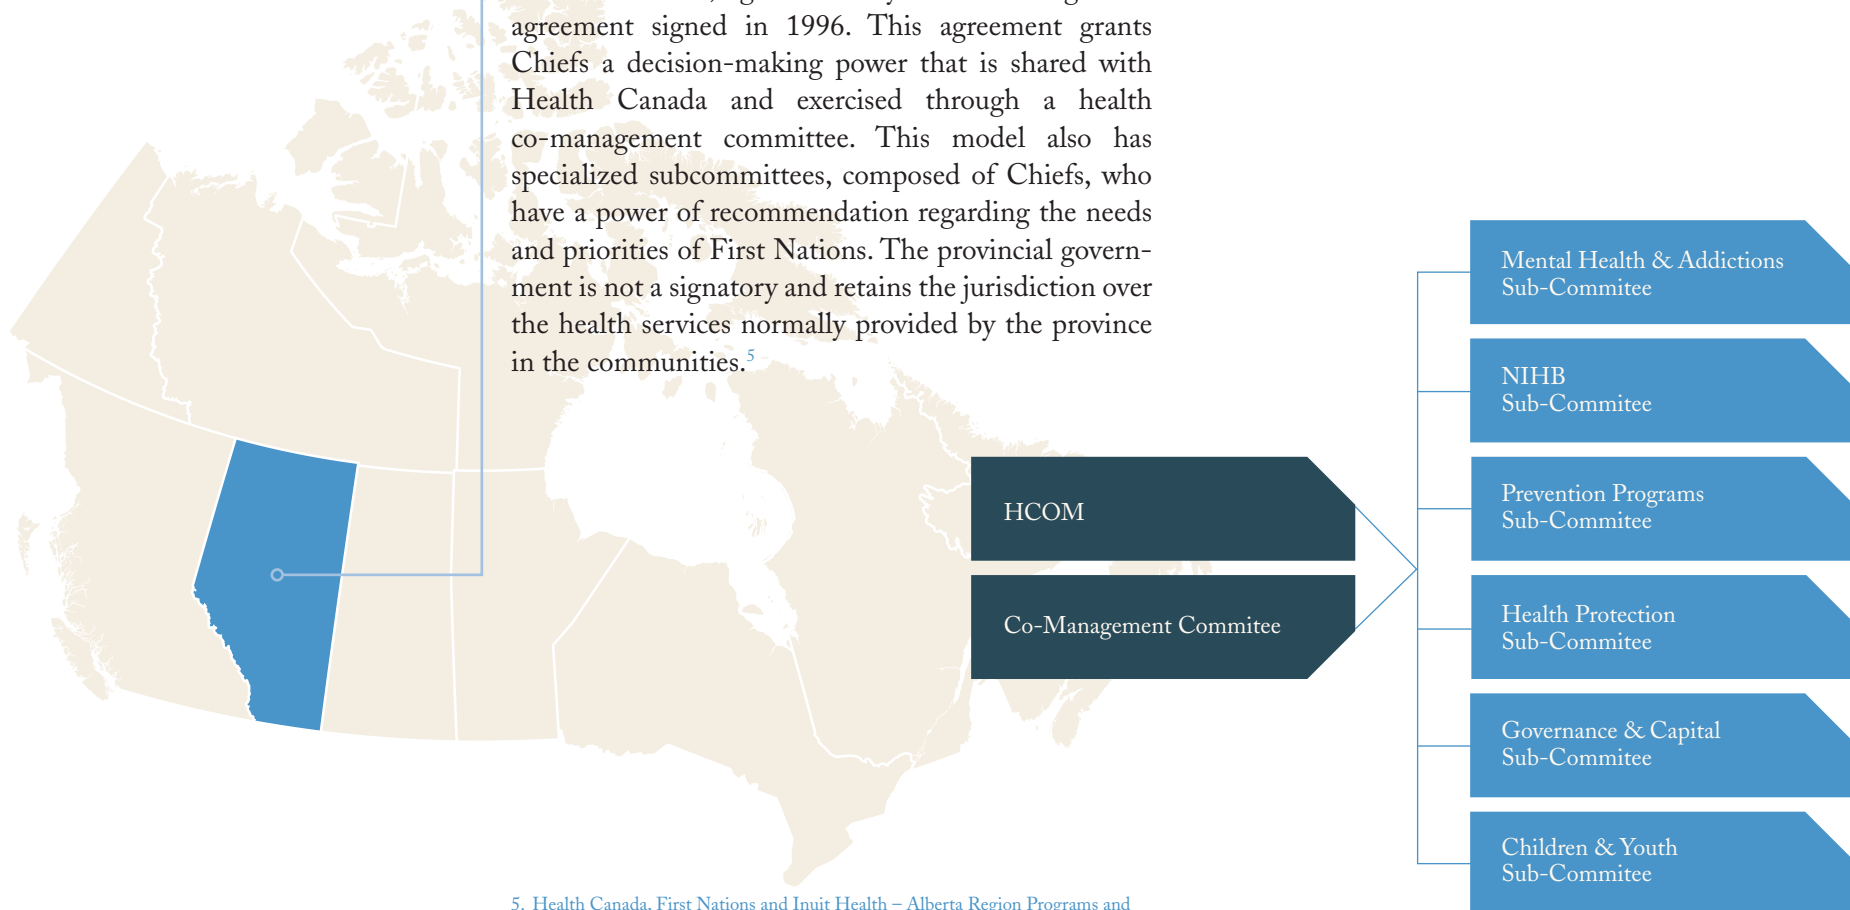 agreement signed in 1996. This agreement grants
Chiefs a decision-making power that is shared with
Health Canada and exercised through a health
co-management committee. This model also has
specialized subcommittees, composed of Chiefs, who
have a power of recommendation regarding the needs
and priorities of First Nations. The provincial govern-
ment is not a signatory and retains the jurisdiction over
the health services normally provided by the province
in the communities.5
HCOM
Co-Management Commitee
Mental Health & Addictions
Sub-Commitee
NIHB
Sub-Commitee
Prevention Programs
Sub-Commitee
Health Protection
Sub-Commitee
Governance & Capital
Sub-Commitee
Children & Youth
Sub-Commitee
5. Health Canada, First Nations and Inuit Health – Alberta Region Programs and